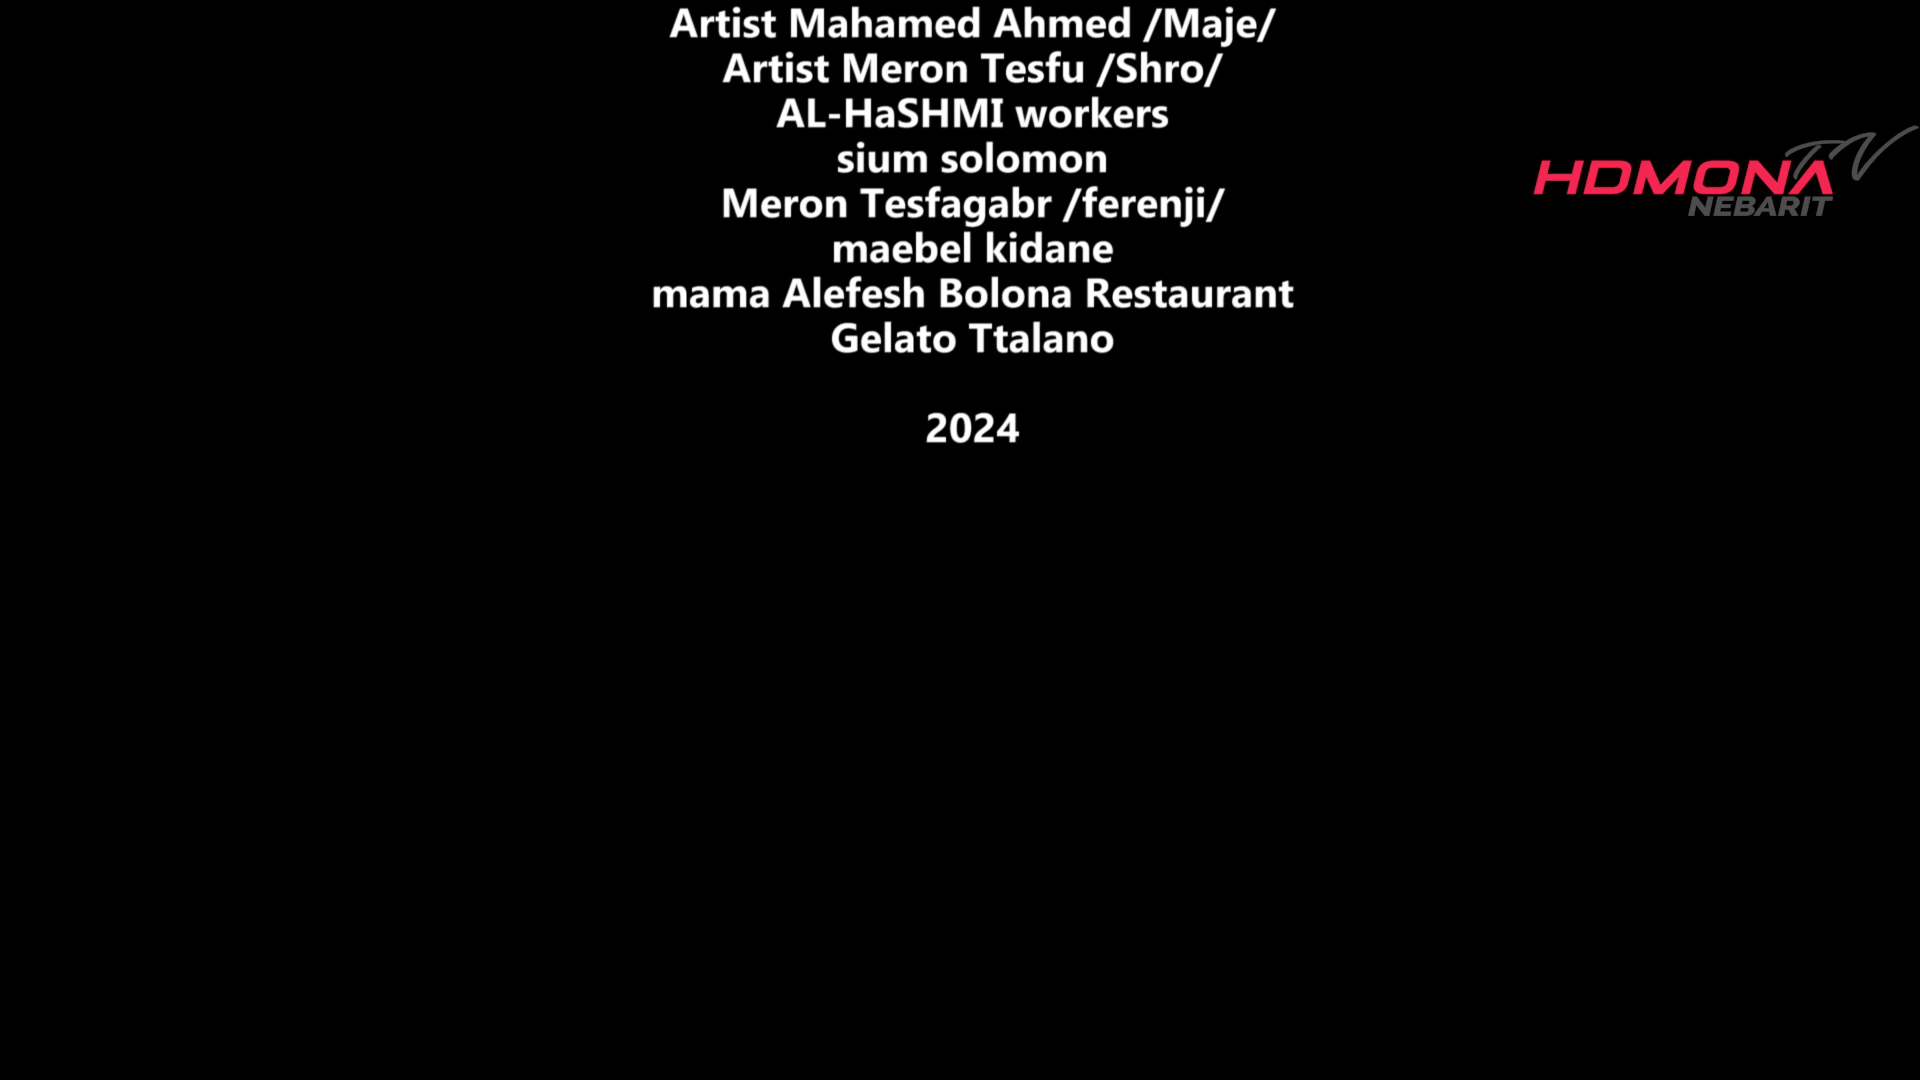 Artist Mahamed Ahmed /Maje/
Artist Meron Tesfu /Shro/
AL-HaSHMI workers
sium solomon
Meron Tesfagabr /ferenji/
maebel kidane
mama Alefesh Bolona Restaurant
Gelato Ttalano
2024
HDMONA TV
NEBARIT